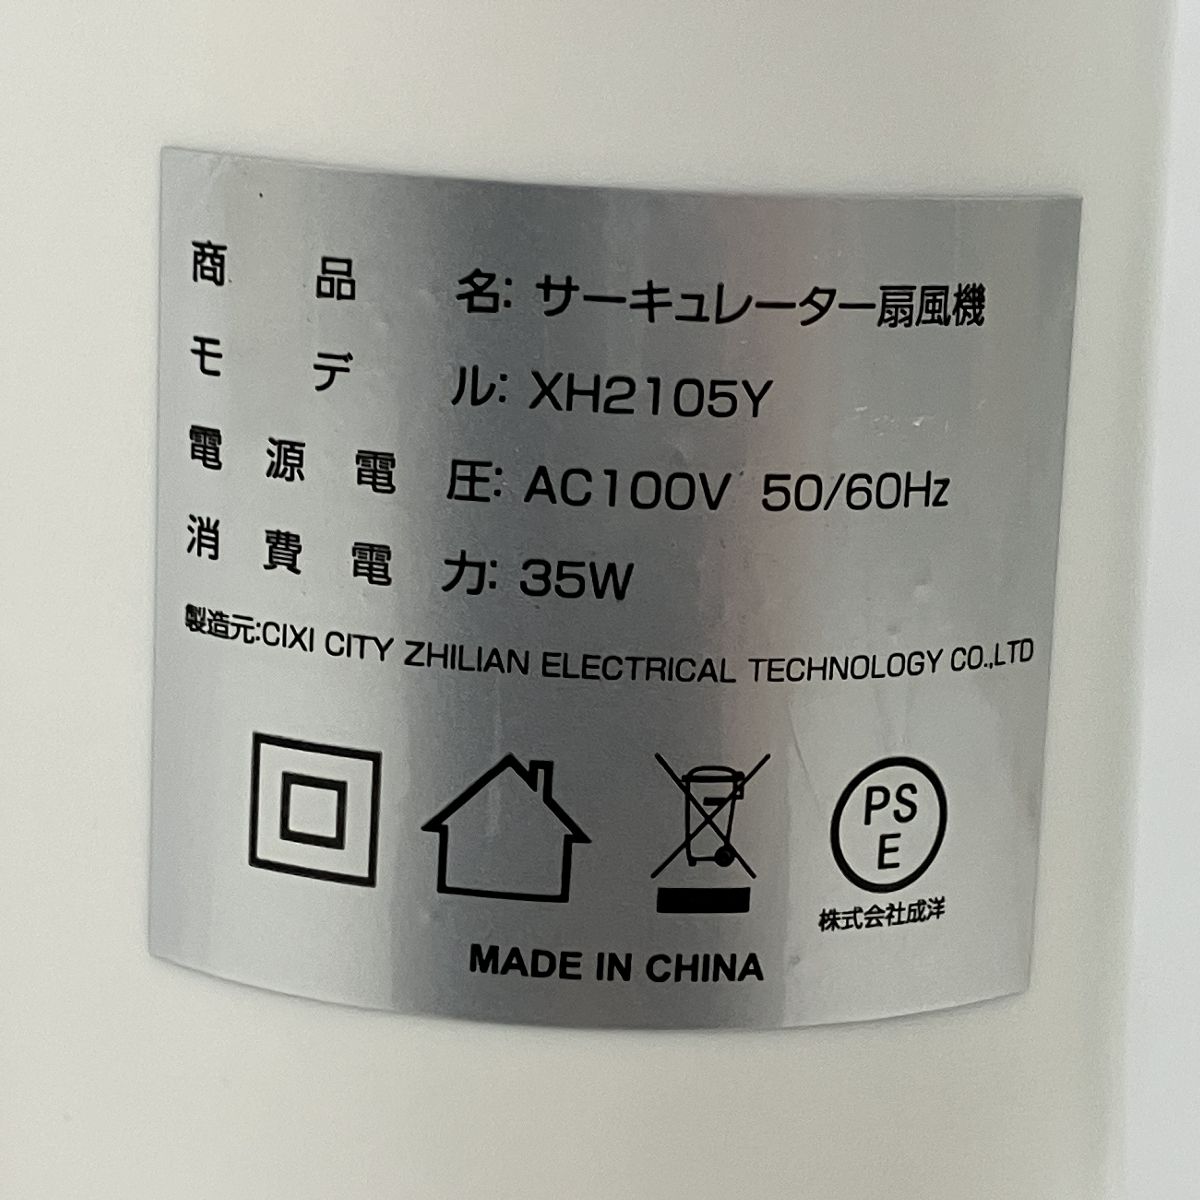 商品名: サーキュレーター扇風機
モデル: XH2105Y
電源電圧: AC100V 50/60Hz
消費電力: 35W
製造元:CIXI CITY ZHILIAN ELECTRICAL TECHNOLOGY CO.,LTD
PS
E
株式会社成洋
MADE IN CHINA